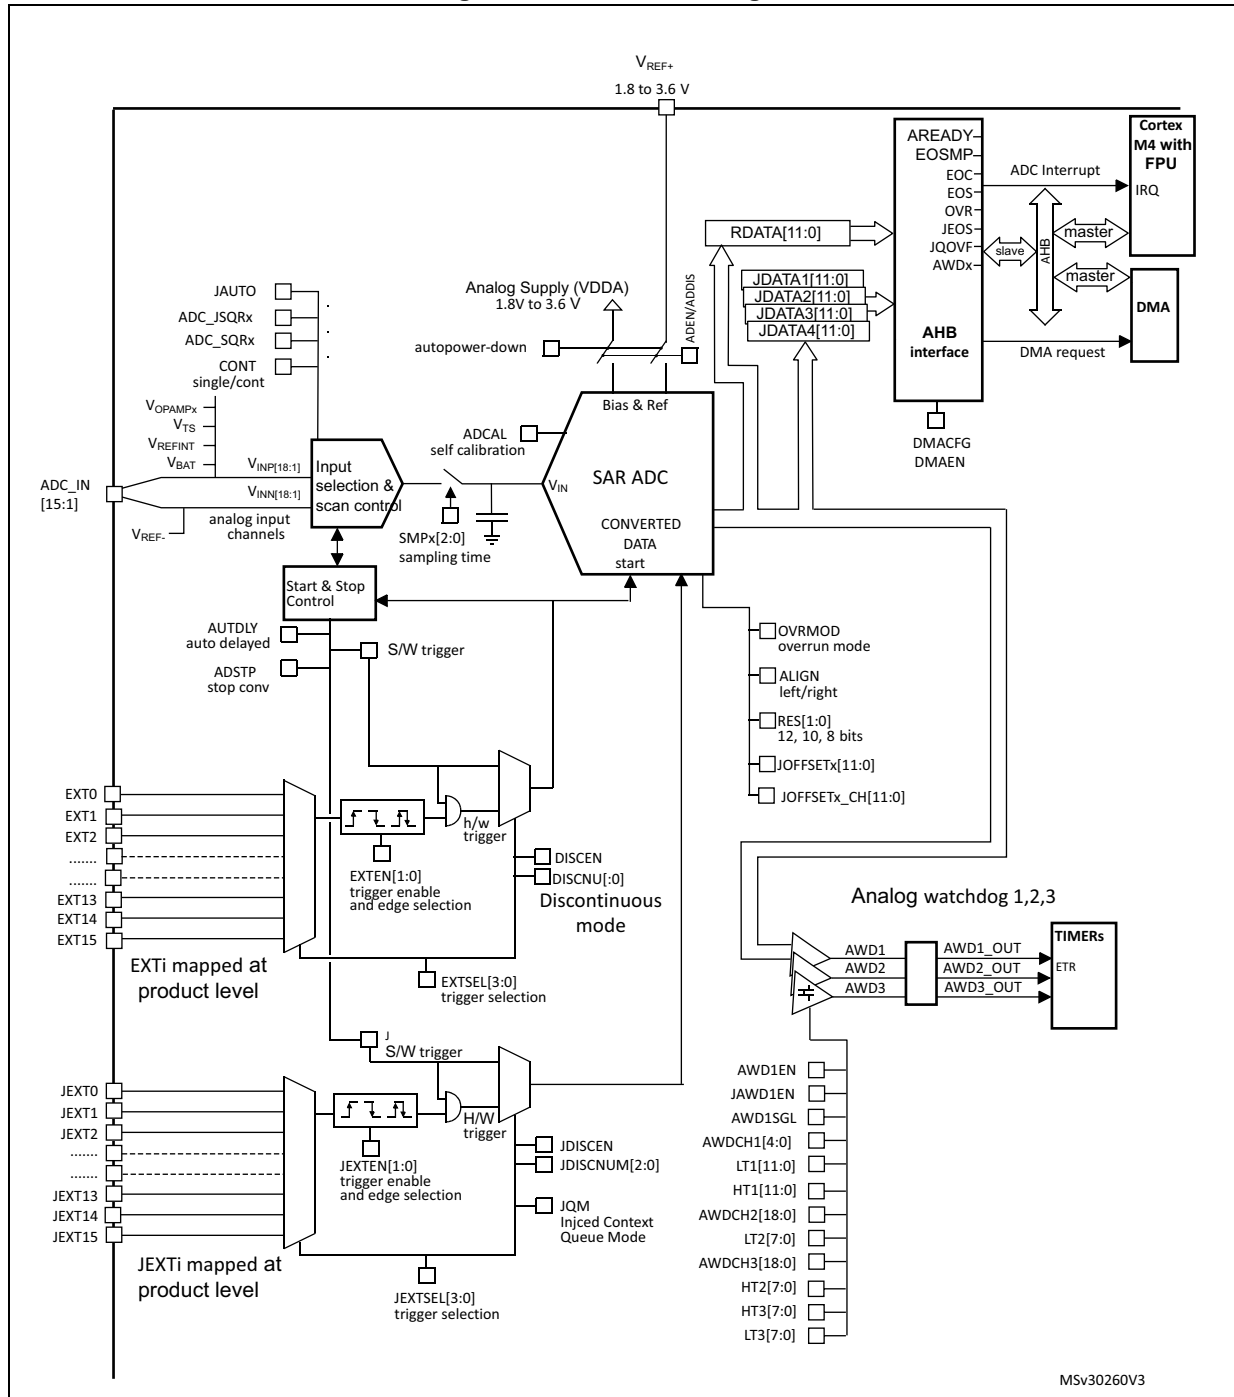 VREF+
1.8 to 3.6 V
AREADY
EOSMP
EOC
EOS
OVR
JEOS
JQOVF
AWDx
AHB
interface
ADC Interrupt
Cortex
M4 with
FPU
IRQ
slave
AHB
master
master
DMA
DMA request
DMACFG
DMAEN
RDATA[11:0]
JDATA1[11:0]
JDATA2[11:0]
JDATA3[11:0]
JDATA4[11:0]
JAUTO
ADC_JSQRx
ADC_SQRx
CONT
single/cont
Analog Supply (VDDA)
1.8V to 3.6 V
autopower-down
ADEN/ADDIS
Bias & Ref
ADCAL
self calibration
SAR ADC
VIN
CONVERTED
DATA
start
VOPAMPx
VTS
VREFINT
VBAT
ADC_IN
[15:1]
VINP[18:1]
VINN[18:1]
analog input
channels
VREF-
Input
selection &
scan control
SMPx[2:0]
sampling time
Start & Stop
Control
AUTDLY
auto delayed
ADSTP
stop conv
S/W trigger
OVRMOD
overrun mode
ALIGN
left/right
RES[1:0]
12, 10, 8 bits
JOFFSETx[11:0]
JOFFSETx_CH[11:0]
EXT0
EXT1
EXT2
.......
.......
EXT13
EXT14
EXT15
EXTi mapped at
product level
h/w
trigger
EXTEN[1:0]
trigger enable
and edge selection
DISCEN
DISCNU[:0]
Discontinuous
mode
EXTSEL[3:0]
trigger selection
Analog watchdog 1,2,3
AWD1
AWD2
AWD3
AWD1_OUT
AWD2_OUT
AWD3_OUT
TIMERs
ETR
J
S/W trigger
JEXT0
JEXT1
JEXT2
.......
.......
JEXT13
JEXT14
JEXT15
JEXTi mapped at
product level
H/W
trigger
JEXTEN[1:0]
trigger enable
and edge selection
JDISCEN
JDISCNUM[2:0]
JQM
Injced Context
Queue Mode
JEXTSEL[3:0]
trigger selection
AWD1EN
JAWD1EN
AWD1SGL
AWDCH1[4:0]
LT1[11:0]
HT1[11:0]
AWDCH2[18:0]
LT2[7:0]
AWDCH3[18:0]
HT2[7:0]
HT3[7:0]
LT3[7:0]
MSv30260V3